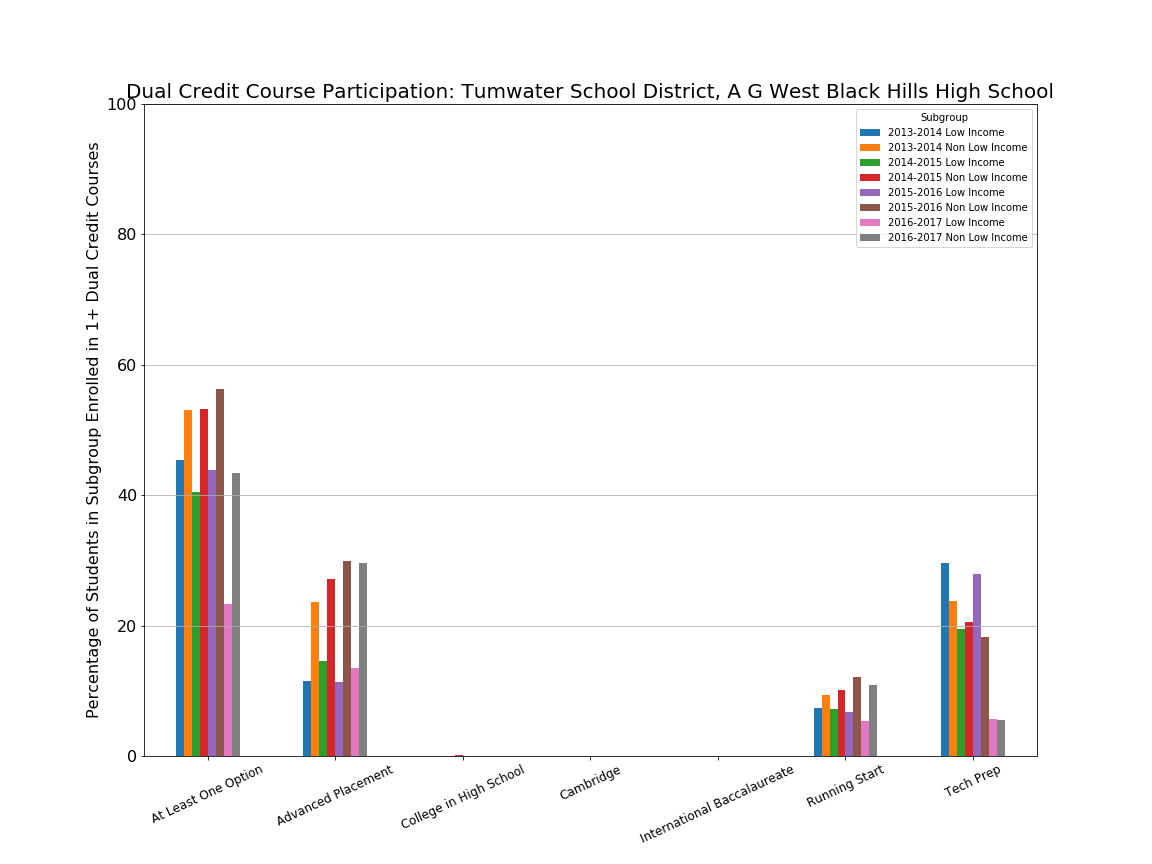 Dual Credit Course Participation: Tumwater School District, A G West Black Hills High School
Percentage of Students in Subgroup Enrolled in 1+ Dual Credit Courses
100
80
60
40
20
0
Subgroup
2013-2014 Low Income
2013-2014 Non Low Income
2014-2015 Low Income
2014-2015 Non Low Income
2015-2016 Low Income
2015-2016 Non Low Income
2016-2017 Low Income
2016-2017 Non Low Income
At Least One Option
Advanced Placement
College in High School
Cambridge
International Baccalaureate
Running Start
Tech Prep